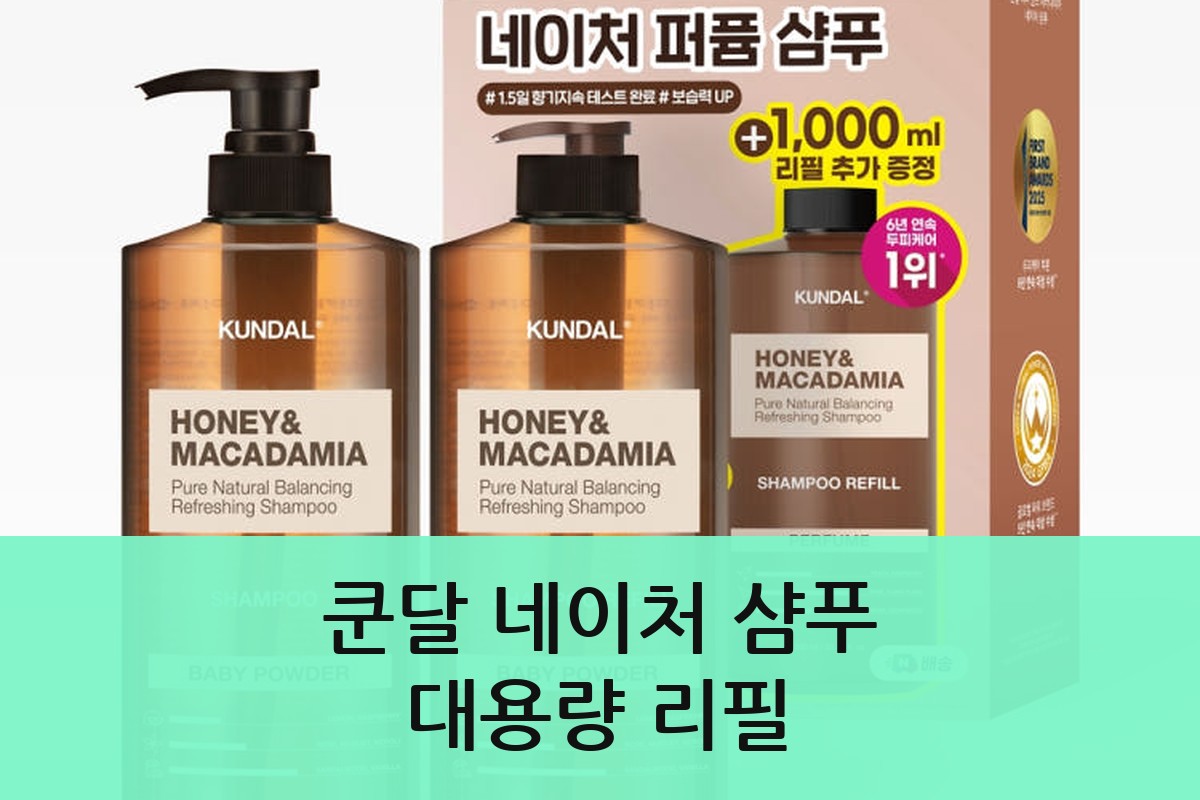 네이처 퍼퓸 샴푸
# 1.5일 향기지속 테스트 완료 # 보습력 UP
+1,000 ml
리필 추가 증정
6년 연속
두피케어
1위*
FIRST
BRAND
AWARDS
2025
KUNDAL®
HONEY&
MACADAMIA
Pure Natural Balancing
Refreshing Shampoo
SHAMPOO
BABY POWDER
KUNDAL®
HONEY&
MACADAMIA
Pure Natural Balancing
Refreshing Shampoo
BABY POWDER
KUNDAL®
HONEY&
MACADAMIA
Pure Natural Balancing
Refreshing Shampoo
SHAMPOO REFILL
PERFUME
배송
쿤달 네이처 샴푸
대용량 리필